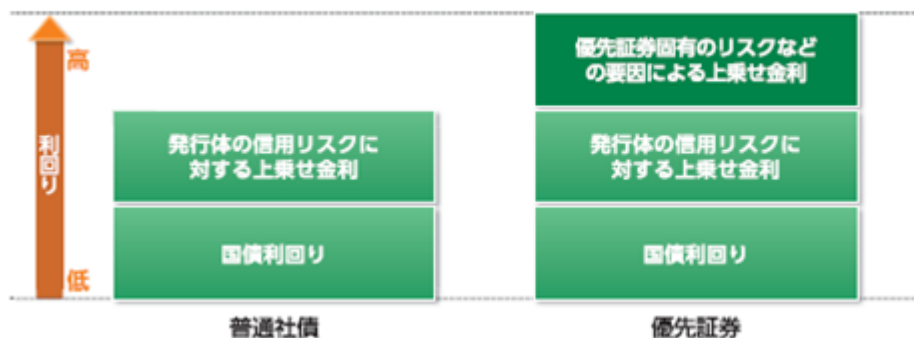 高
利回り
低
発行体の信用リスクに
対する上乗せ金利
国債利回り
普通社債
優先証券固有のリスクなど
の要因による上乗せ金利
発行体の信用リスクに
対する上乗せ金利
国債利回り
優先証券